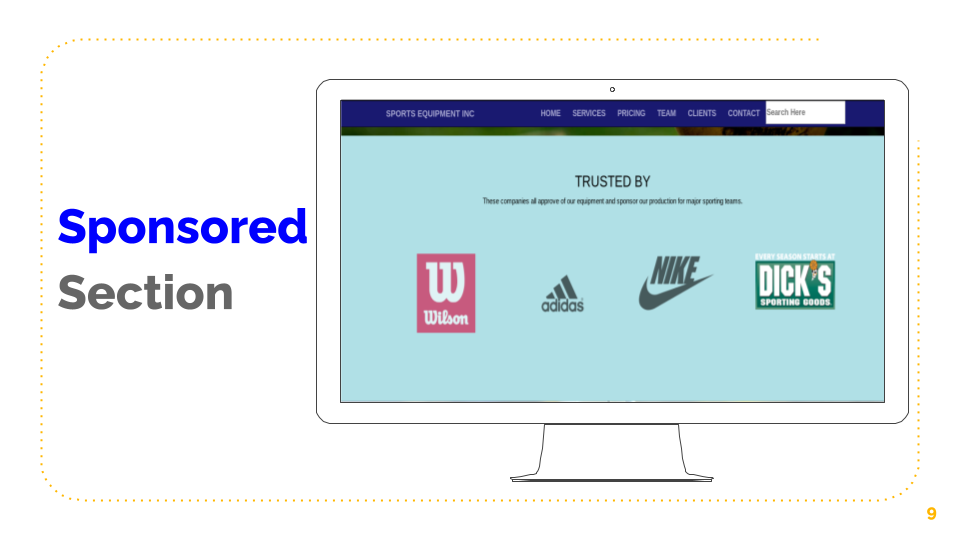 Sponsored
Section
SPORTS EQUIPMENT INC HOME SERVICES PRICING TEAM CLIENTS CONTACT Search Here
TRUSTED BY
These companies all approve of our equipment and sponsor our production for major sporting teams.
W
Wilson
adidas
NIKE
EVERY SEASON STARTS AT
DICK'S
SPORTING GOODS
9